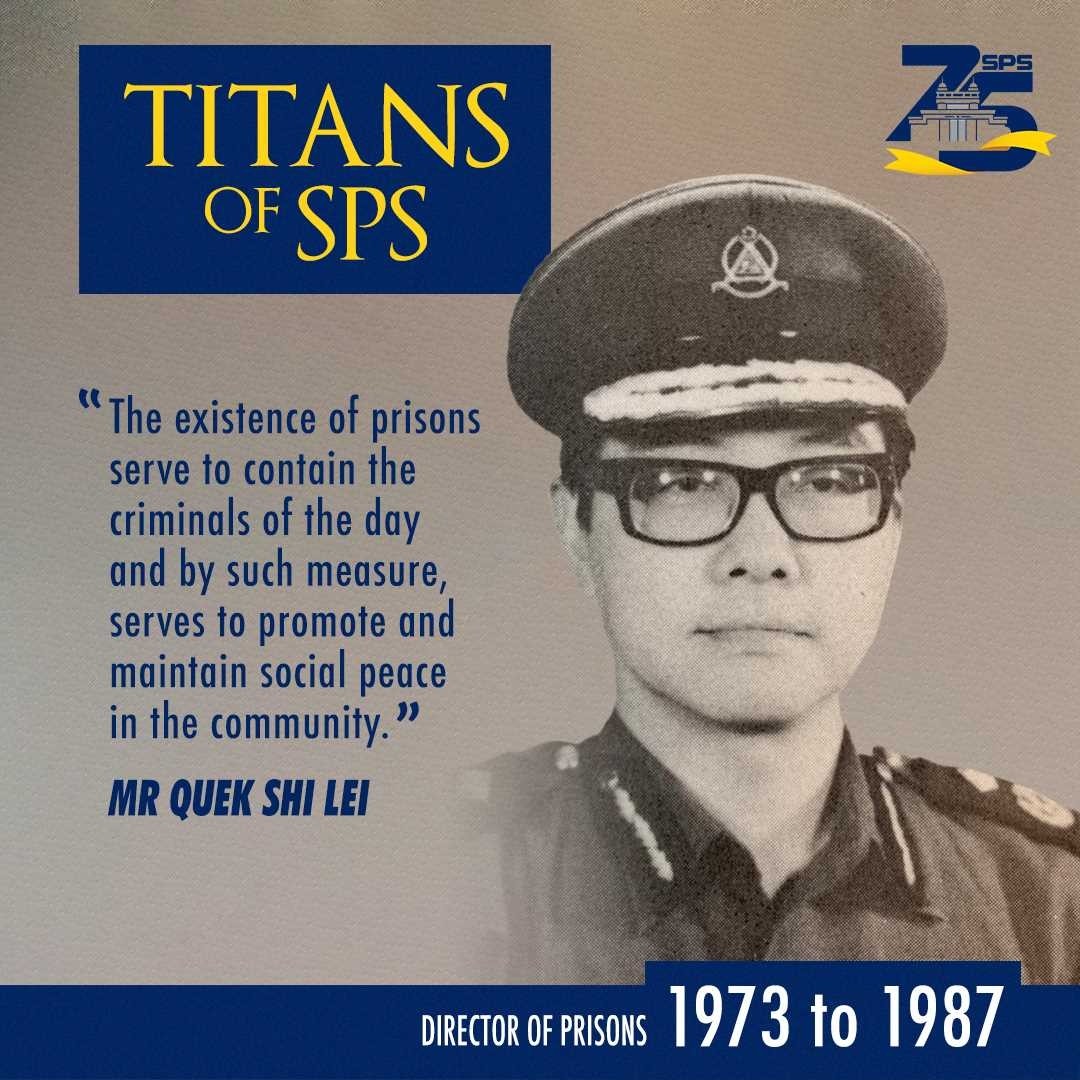 TITANS
OF SPS
75 SPS
“The existence of prisons
serve to contain the
criminals of the day
and by such measure,
serves to promote and
maintain social peace
in the community.”
MR QUEK SHI LEI
DIRECTOR OF PRISONS 1973 to 1987